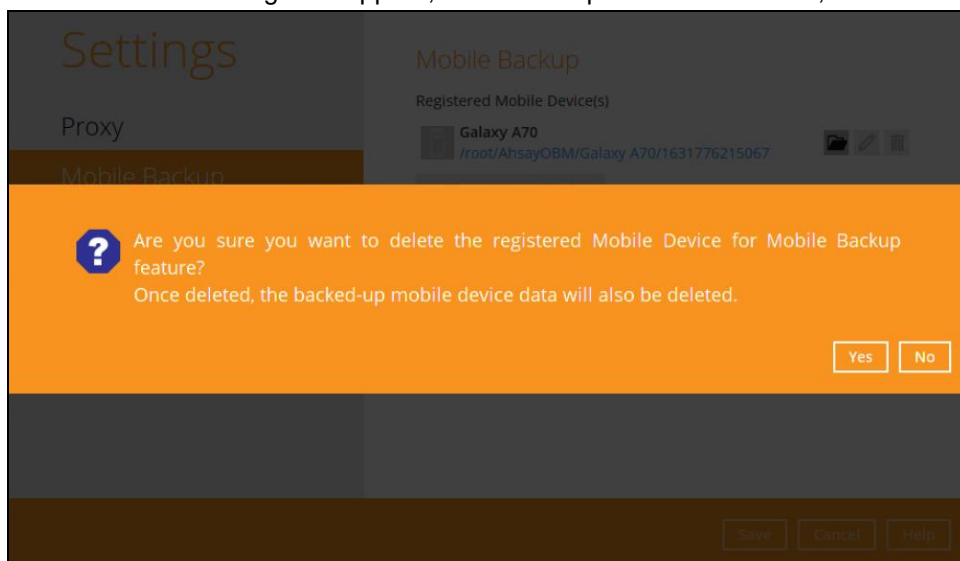 Settings
Mobile Backup
Registered Mobile Device(s)
Proxy
Galaxy A70
/root/AhsayOBM/Galaxy A70/1631776215067
Mobile Backup
Are you sure you want to delete the registered Mobile Device for Mobile Backup
feature?
Once deleted, the backed-up mobile device data will also be deleted.
Yes No
Save Cancel Help